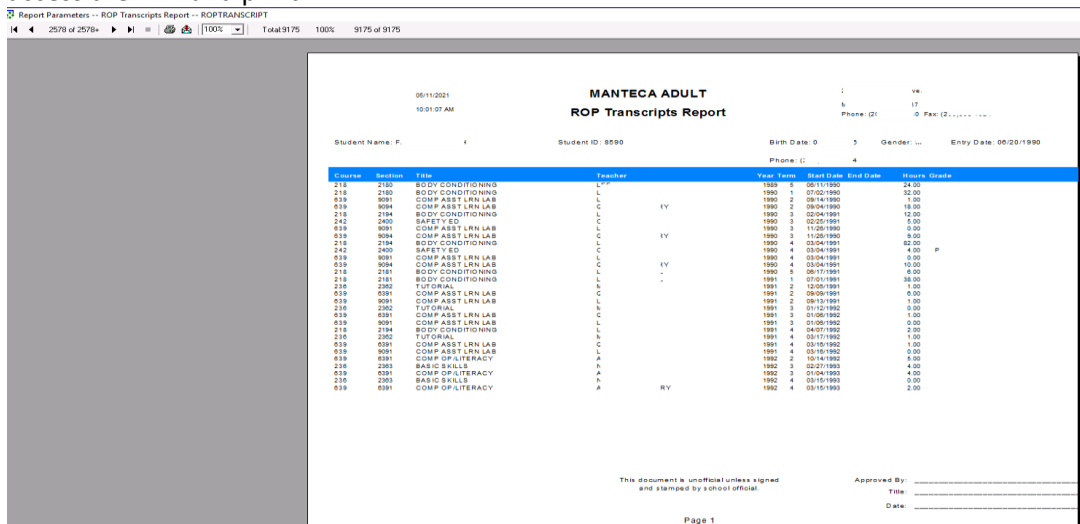 Report Parameters -- ROP Transcripts Report -- ROPTRANSCRIPT
2578 of 2578+ 100% Total:9175 100% 9175 of 9175
06/11/2021 MANTECA ADULT
10:01:07 AM ROP Transcripts Report
Phone: Fax:
Student Name: F. Student ID: 8590 Birth Date: 0 Gender: Entry Date: 06/20/1990
Phone: 4
Course Section Title Teacher Year Term Start Date End Date Hours Grade
218 2180 BODY CONDITIONING L 1989 5 06/11/1990 24.00
218 2180 BODY CONDITIONING L 1990 1 07/02/1990 32.00
639 9091 COMP ASST LRN LAB L 1990 2 09/14/1990 1.00
639 9094 COMP ASST LRN LAB C RY 1990 2 09/04/1990 18.00
218 2194 BODY CONDITIONING L 1990 3 02/04/1991 12.00
242 2400 SAFETY ED C 1990 3 02/25/1991 5.00
639 9091 COMP ASST LRN LAB L 1990 3 11/28/1990 0.00
639 9094 COMP ASST LRN LAB C RY 1990 3 11/28/1990 9.00
218 2194 BODY CONDITIONING L 1990 4 03/04/1991 82.00
242 2400 SAFETY ED C 1990 4 03/04/1991 4.00 P
639 9091 COMP ASST LRN LAB L 1990 4 03/04/1991 0.00
639 9094 COMP ASST LRN LAB C RY 1990 4 03/04/1991 10.00
218 2181 BODY CONDITIONING L 1990 5 06/17/1991 6.00
218 2181 BODY CONDITIONING L 1991 1 07/01/1991 38.00
236 2362 TUTORIAL 1991 2 12/05/1991 1.00
639 6391 COMP ASST LRN LAB C 1991 2 09/09/1991 6.00
639 9091 COMP ASST LRN LAB L 1991 2 09/13/1991 1.00
236 2362 TUTORIAL 1991 3 01/12/1992 0.00
639 6391 COMP ASST LRN LAB C 1991 3 01/06/1992 1.00
639 9091 COMP ASST LRN LAB L 1991 3 01/06/1992 0.00
218 2194 BODY CONDITIONING L 1991 4 04/07/1992 2.00
236 2362 TUTORIAL 1991 4 03/17/1992 1.00
639 6391 COMP ASST LRN LAB C 1991 4 03/16/1992 1.00
639 9091 COMP ASST LRN LAB L 1991 4 03/16/1992 0.00
639 6391 COMP OP/LITERACY A 1992 2 10/14/1992 5.00
236 2363 BASIC SKILLS 1992 3 02/27/1993 4.00
639 6391 COMP OP/LITERACY A 1992 3 01/04/1993 4.00
236 2363 BASIC SKILLS 1992 4 03/15/1993 0.00
639 6391 COMP OP/LITERACY A RY 1992 4 03/15/1993 2.00
This document is unofficial unless signed Approved By:
and stamped by school official. Title:
Date:
Page 1